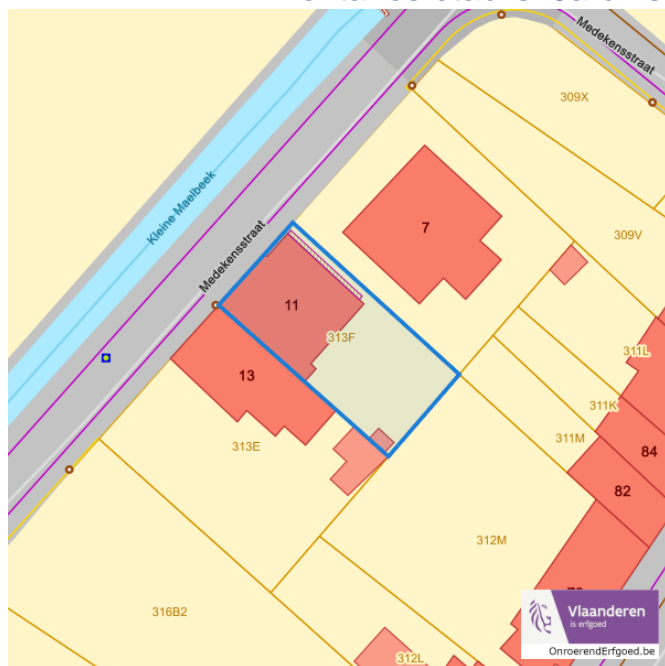 Medekensstraat
309X
Kleine Maelbeek
7
Medekensstraat
309V
11
313F
311L
13
311K
84
313E
311M
82
312M
316B2
312L
Vlaanderen
is erfgoed
OnroerendErfgoed.be